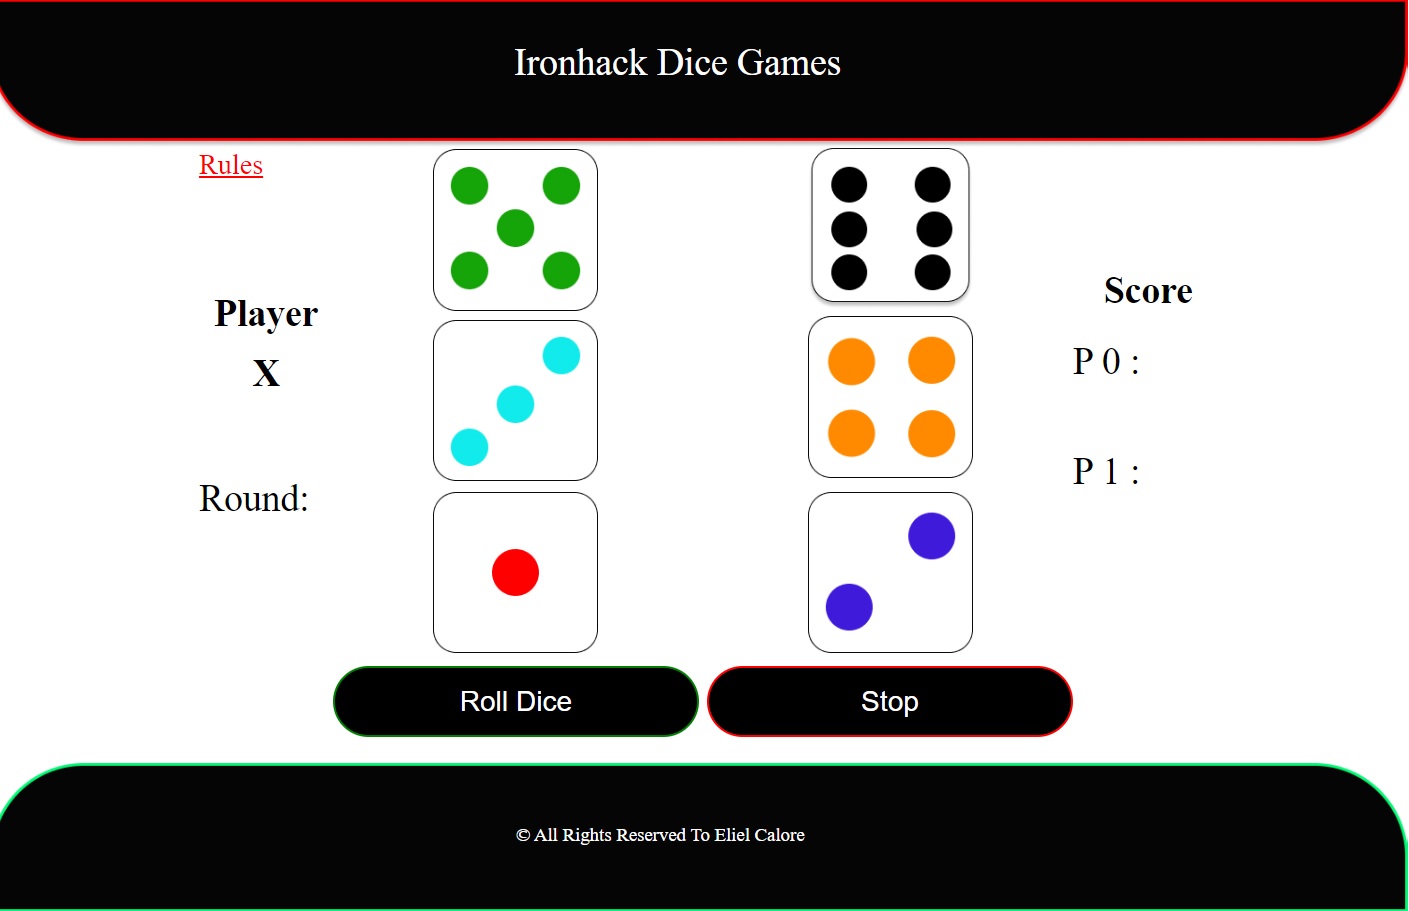 Ironhack Dice Games
Rules
Player
X
Round:
Score
P 0 :
P 1 :
Roll Dice
Stop
© All Rights Reserved To Eliel Calore